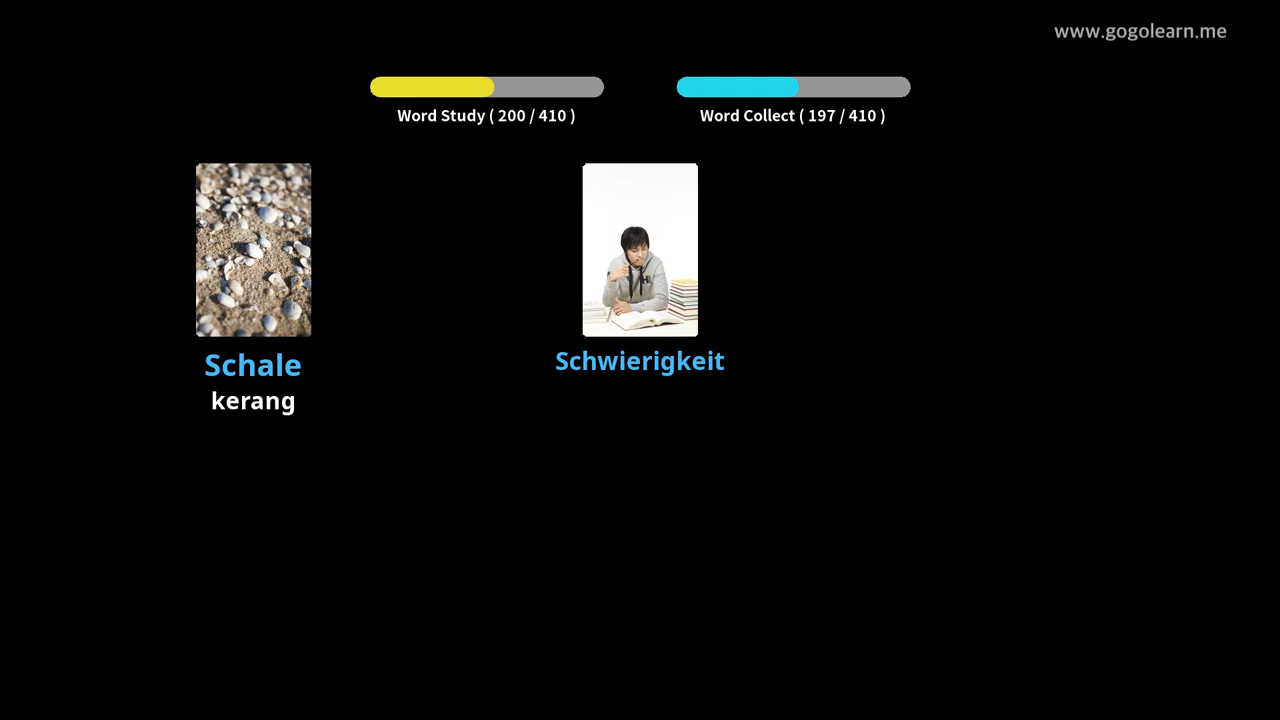 www.gogolearn.me
Word Study ( 200 / 410 )
Word Collect ( 197 / 410 )
Schale
kerang
Schwierigkeit